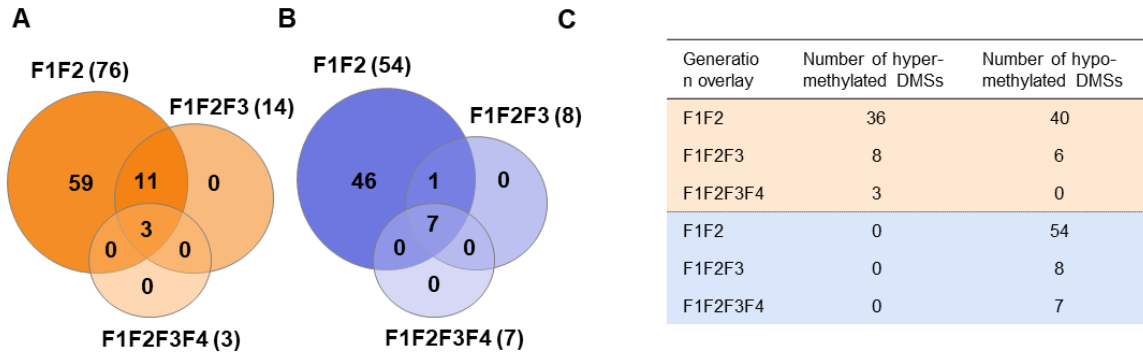 A
F1F2 (76)
F1F2F3 (14)
59
11
0
3
0
0
0
F1F2F3F4 (3)
B
F1F2 (54)
F1F2F3 (8)
46
1
0
7
0
0
0
F1F2F3F4 (7)
C
Generatio Number of hyper- Number of hypo-
n overlay methylated DMSs methylated DMSs
F1F2 36 40
F1F2F3 8 6
F1F2F3F4 3 0
F1F2 0 54
F1F2F3 0 8
F1F2F3F4 0 7